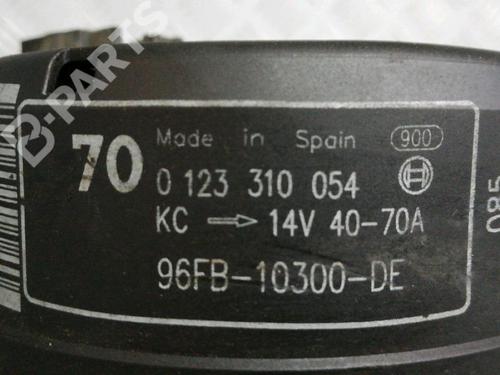 B-PARTS
70
Made in Spain 900
0 123 310 054
KC → 14V 40-70A
96FB-10300-DE
085